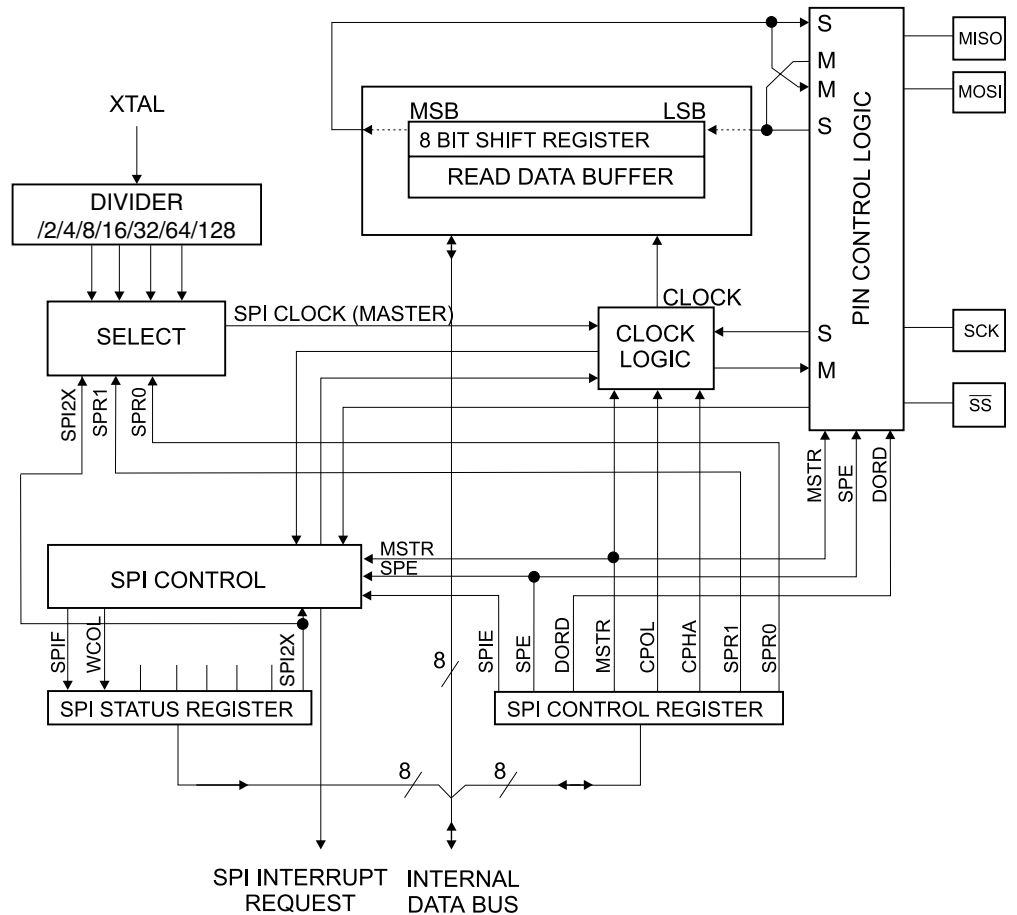 S
MISO
M
MOSI
M
S
XTAL
MSB
LSB
8 BIT SHIFT REGISTER
READ DATA BUFFER
DIVIDER
/2/4/8/16/32/64/128
PIN CONTROL LOGIC
SPI CLOCK (MASTER)
CLOCK
SELECT
CLOCK
LOGIC
S
M
SCK
SS
SPI2X
SPR1
SPR0
MSTR
SPE
DORD
MSTR
SPE
SPI CONTROL
SPIF
WCOL
SPI2X
8
SPIE
SPE
DORD
MSTR
CPOL
CPHA
SPR1
SPR0
SPI STATUS REGISTER
SPI CONTROL REGISTER
8
8
SPI INTERRUPT
REQUEST
INTERNAL
DATA BUS